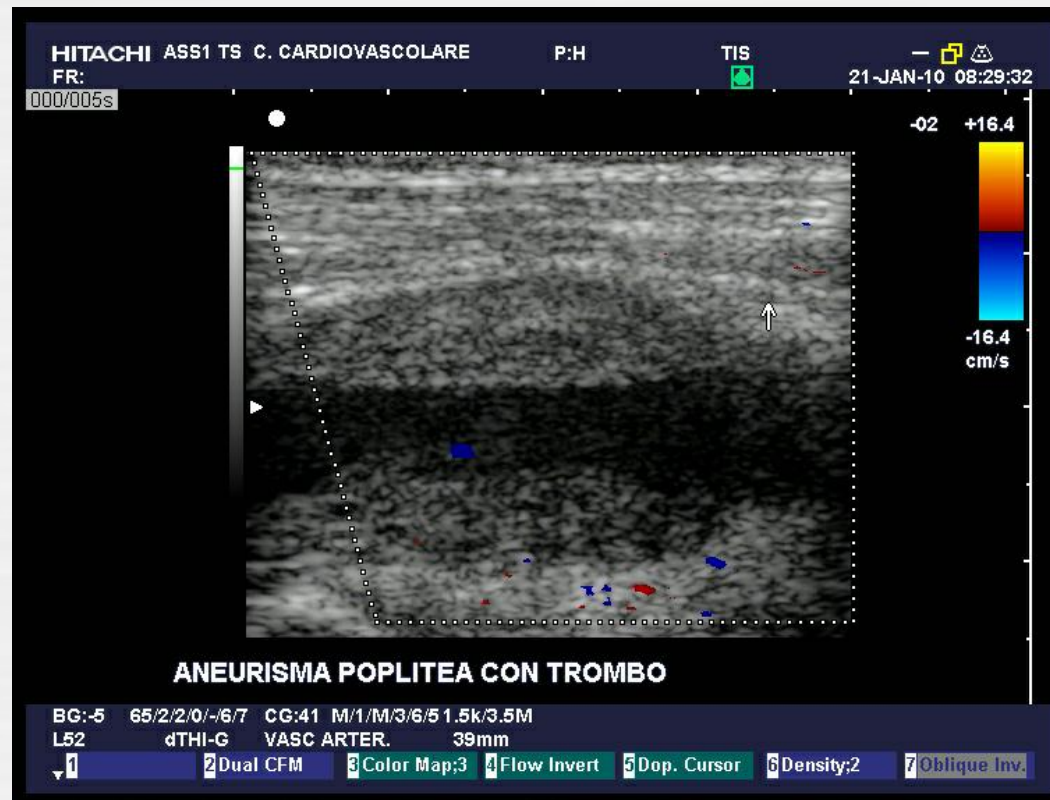 HITACHI ASS1 TS C. CARDIOVASCOLARE P:H TIS
FR: 21-JAN-10 08:29:32
000/005s
-02 +16.4
-16.4
cm/s
ANEURISMA POPLITEA CON TROMBO
BG:-5 65/2/2/0/-/6/7 CG:41 M/1/M/3/6/5 1.5k/3.5M
L52 dTHI-G VASC ARTER. 39mm
1 2 Dual CFM 3 Color Map;3 4 Flow Invert 5 Dop. Cursor 6 Density;2 7 Oblique Inv.